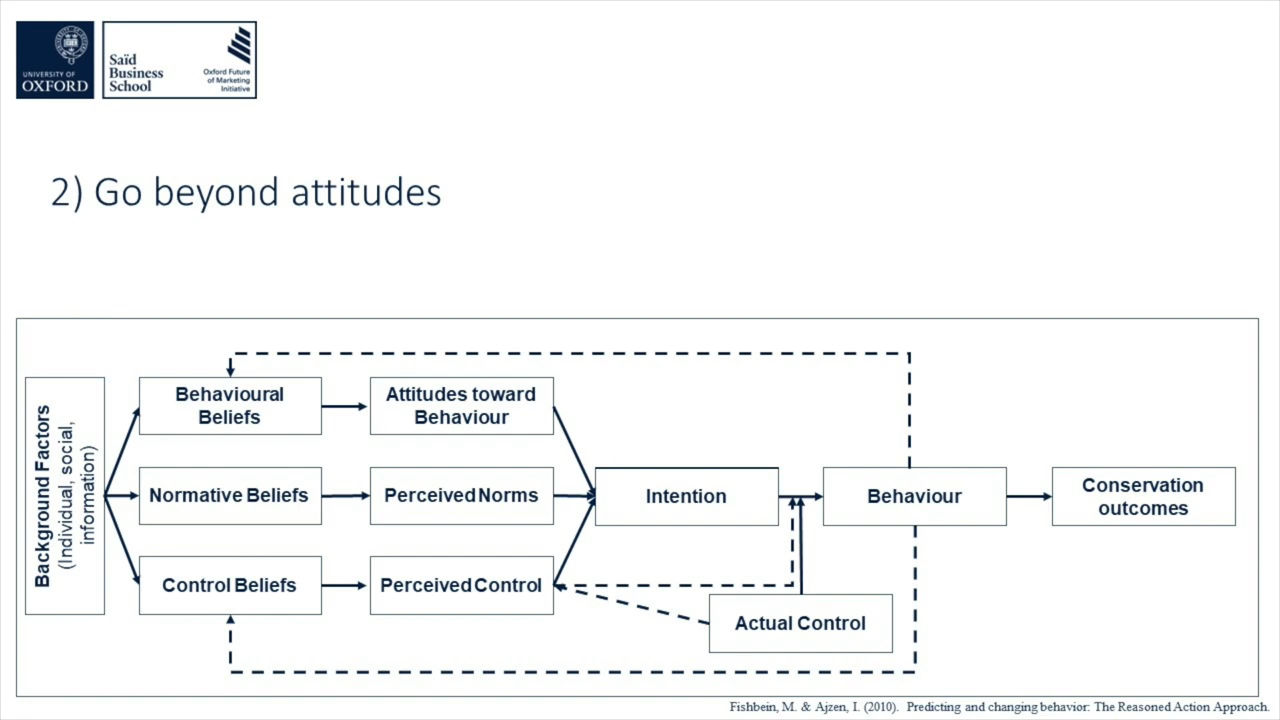 UNIVERSITY OF
OXFORD
Saïd
Business
School
Oxford Future
of Marketing
Initiative
2) Go beyond attitudes
Background Factors
(Individual, social,
information)
Behavioural
Beliefs
Attitudes toward
Behaviour
Normative Beliefs
Perceived Norms
Intention
Behaviour
Conservation
outcomes
Control Beliefs
Perceived Control
Actual Control
Fishbein, M. & Ajzen, I. (2010). Predicting and changing behavior: The Reasoned Action Approach.